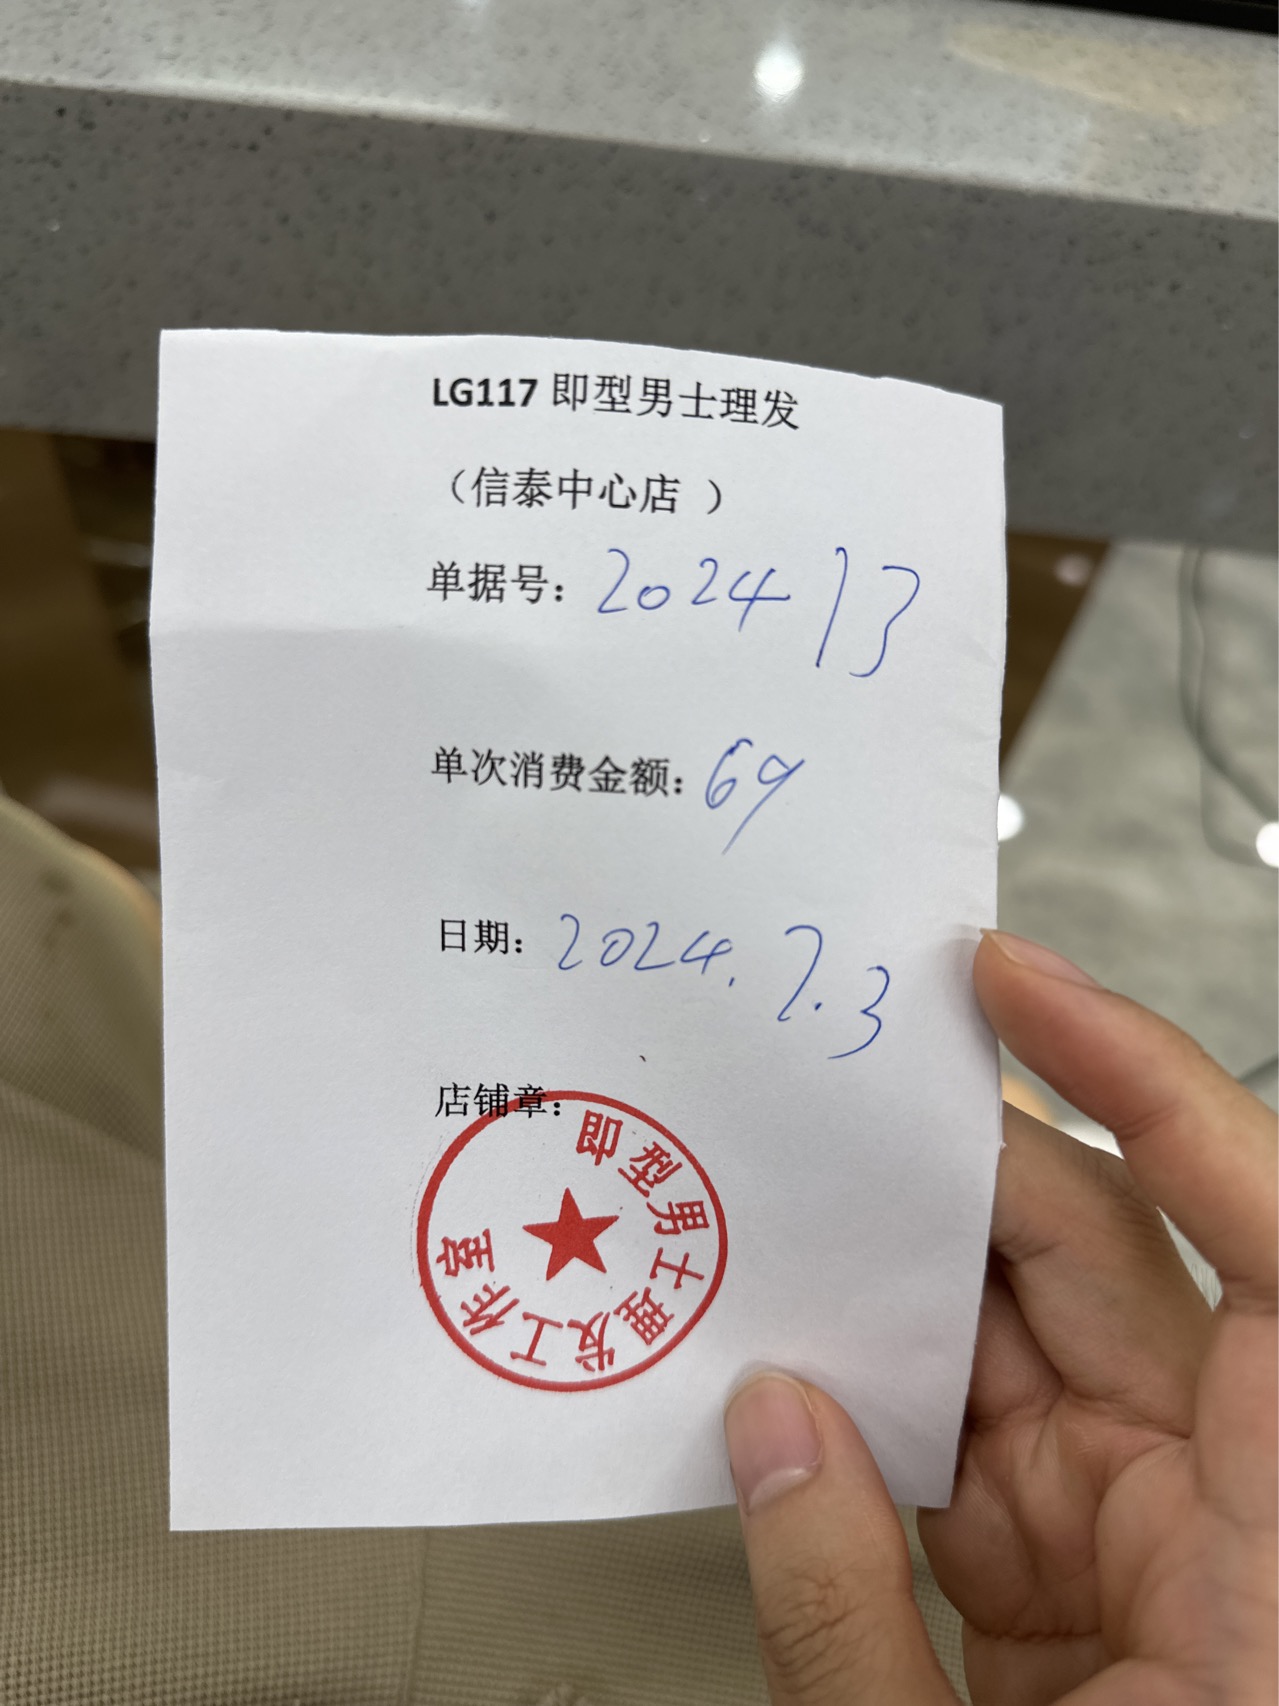 LG117 即型男士理发
（信泰中心店 ）
单据号：2024 13
单次消费金额：69
日期：2024.7.3
店铺章：
即型男士理发工作室